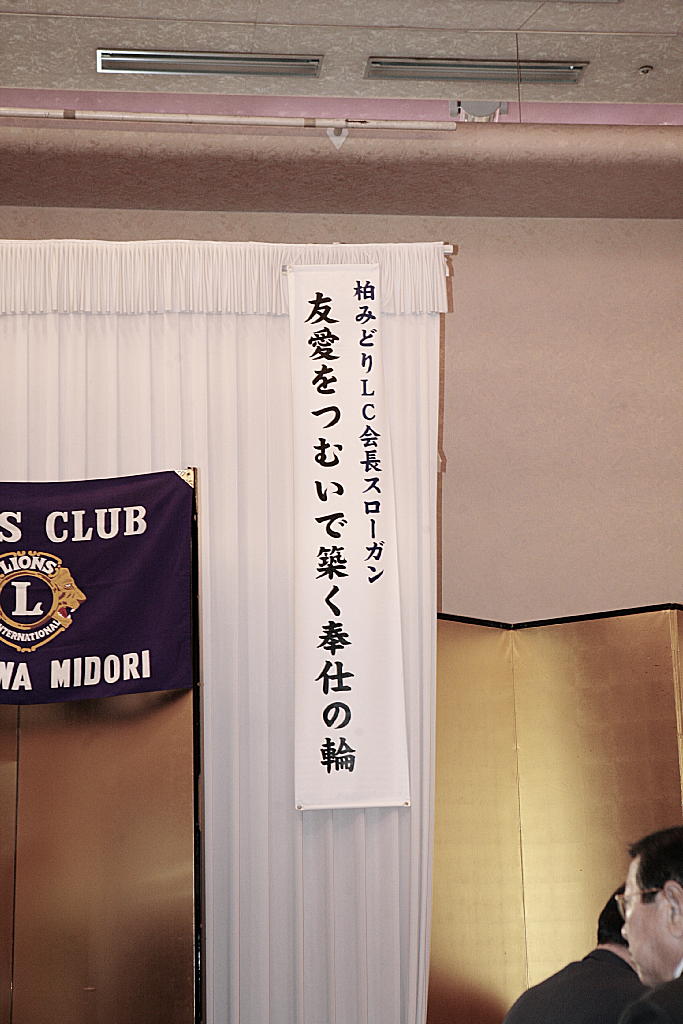 柏みどりLC会長スローガン
友愛をつむいで築く奉仕の輪
S CLUB
LIONS
L
INTERNATIONAL
WA MIDORI